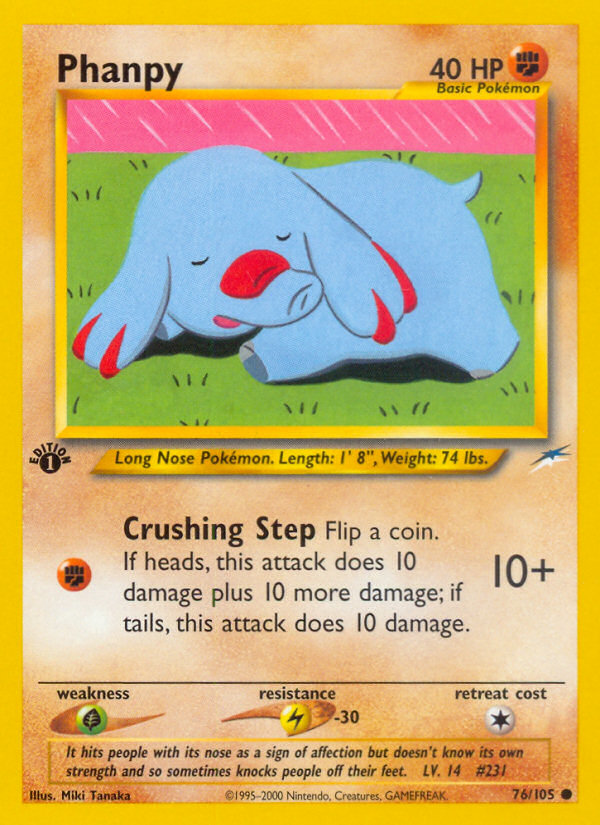 Phanpy
40 HP
Basic Pokémon
EDITION
1
Long Nose Pokémon. Length: 1' 8", Weight: 74 lbs.
Crushing Step Flip a coin.
If heads, this attack does 10
damage plus 10 more damage; if
tails, this attack does 10 damage.
10+
weakness
resistance
retreat cost
-30
It hits people with its nose as a sign of affection but doesn't know its own
strength and so sometimes knocks people off their feet. LV. 14 #231
Illus. Miki Tanaka
©1995-2000 Nintendo, Creatures, GAMEFREAK.
76/105